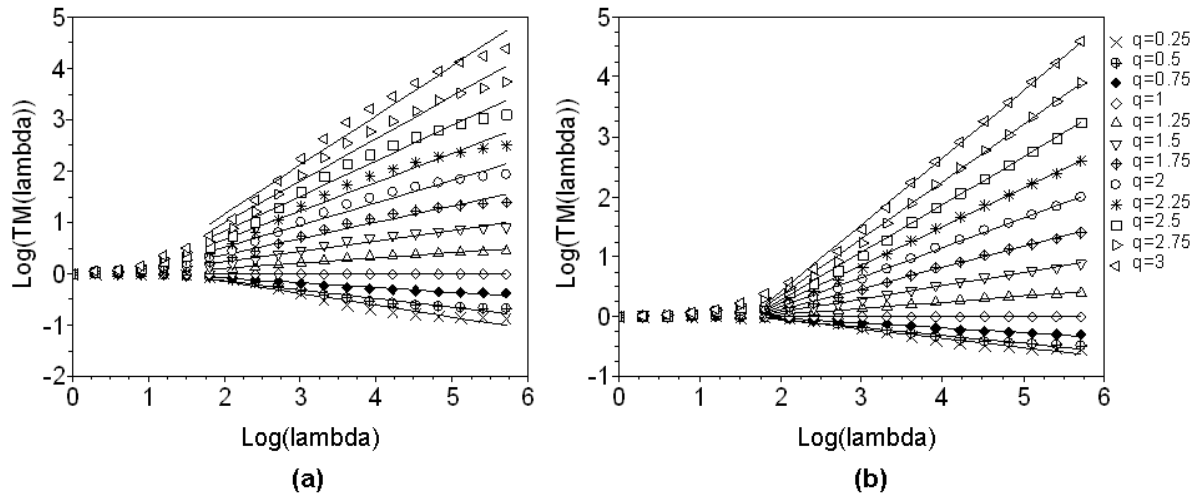 Log(TM(lambda))
5
4
3
2
1
0
-1
-2
0 1 2 3 4 5 6
Log(lambda)
(a)
Log(TM(lambda))
5
4
3
2
1
0
-1
0 1 2 3 4 5 6
Log(lambda)
(b)
q=0.25
q=0.5
q=0.75
q=1
q=1.25
q=1.5
q=1.75
q=2
q=2.25
q=2.5
q=2.75
q=3